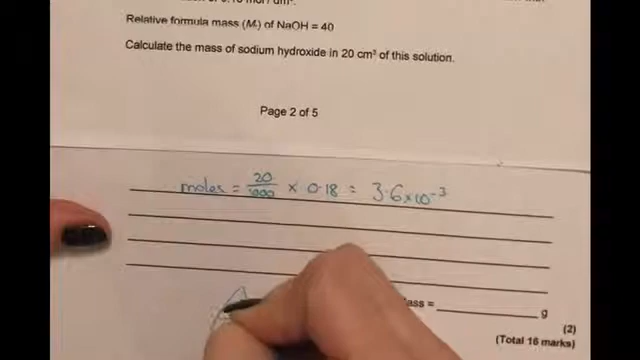 Relative formula mass (Mᵣ) of NaOH = 40
Calculate the mass of sodium hydroxide in 20 cm³ of this solution.
Page 2 of 5
moles = 20/1000 × 0.18 = 3.6×10⁻³
= g
(2)
(Total 16 marks)